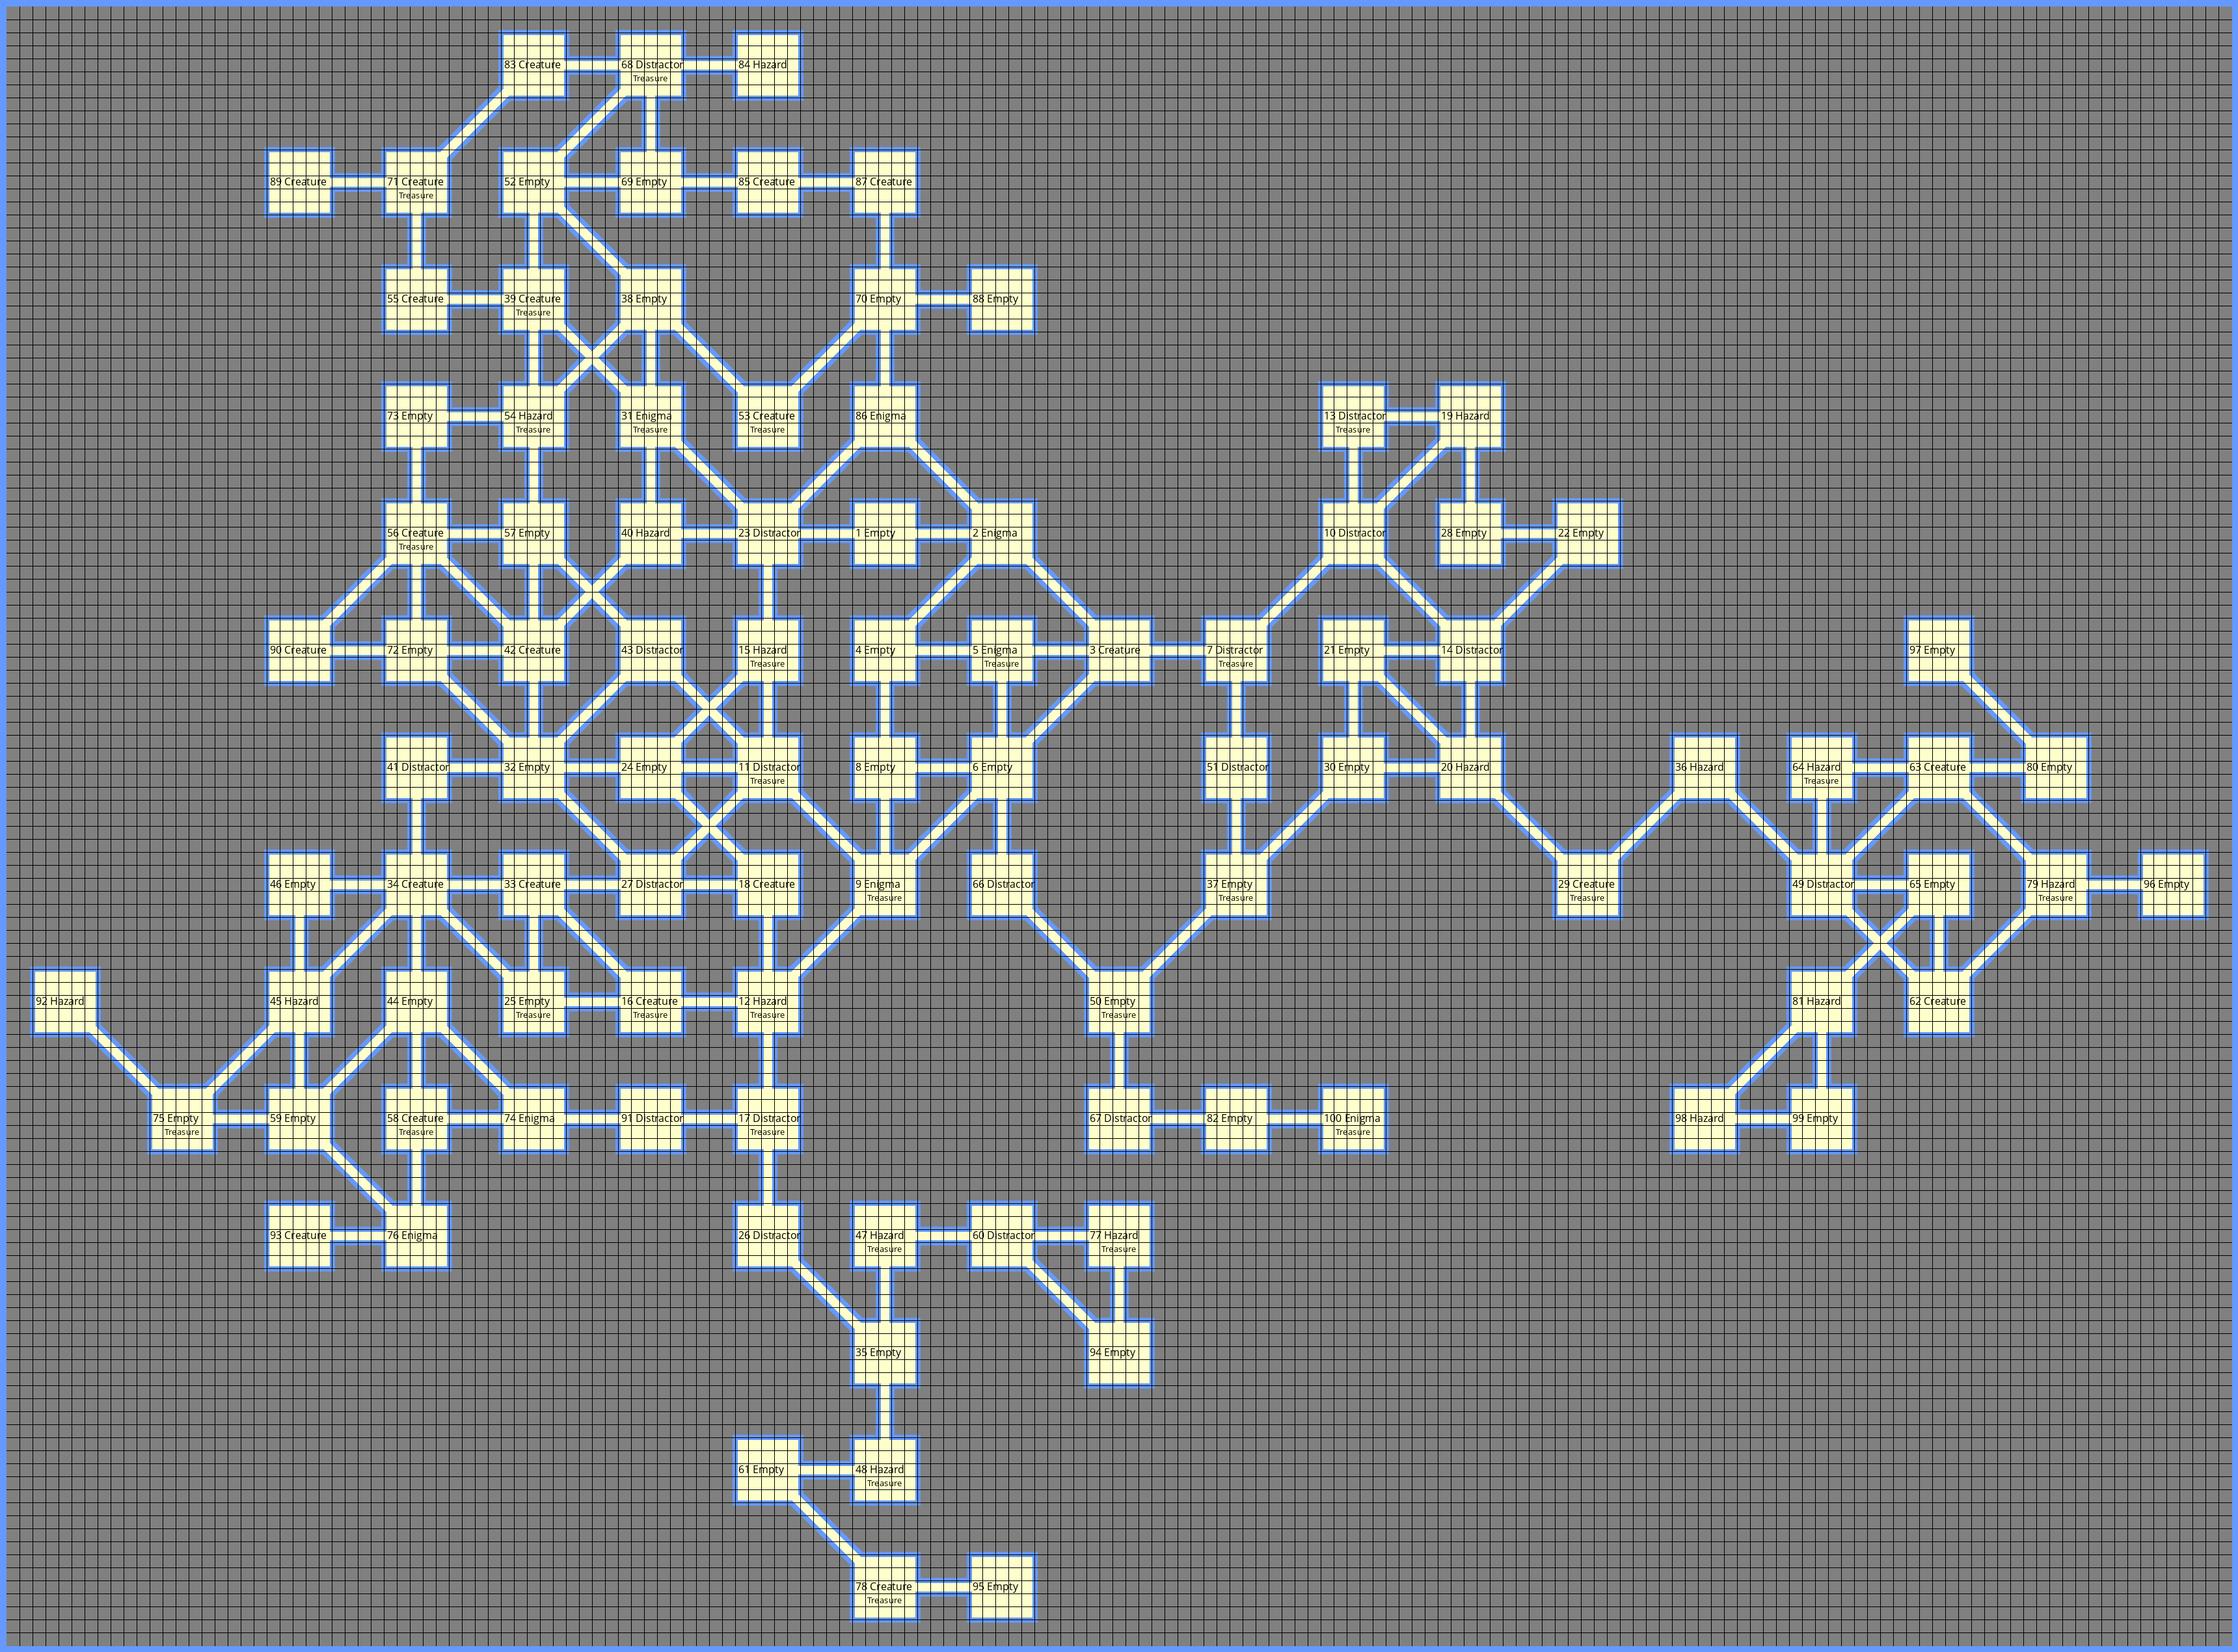 83 Creature
68 Distractor
Treasure
84 Hazard
89 Creature
71 Creature
Treasure
52 Empty
69 Empty
85 Creature
87 Creature
55 Creature
39 Creature
Treasure
38 Empty
70 Empty
88 Empty
73 Empty
54 Hazard
Treasure
31 Enigma
Treasure
53 Creature
Treasure
86 Enigma
13 Distractor
Treasure
19 Hazard
56 Creature
Treasure
57 Empty
40 Hazard
23 Distractor
1 Empty
2 Enigma
10 Distractor
28 Empty
22 Empty
90 Creature
72 Empty
42 Creature
43 Distractor
15 Hazard
Treasure
4 Empty
5 Enigma
Treasure
3 Creature
7 Distractor
Treasure
21 Empty
14 Distractor
97 Empty
41 Distractor
32 Empty
24 Empty
11 Distractor
Treasure
8 Empty
6 Empty
51 Distractor
30 Empty
20 Hazard
36 Hazard
64 Hazard
Treasure
63 Creature
80 Empty
46 Empty
34 Creature
33 Creature
27 Distractor
18 Creature
9 Enigma
Treasure
66 Distractor
37 Empty
Treasure
29 Creature
Treasure
49 Distractor
65 Empty
79 Hazard
Treasure
96 Empty
92 Hazard
45 Hazard
44 Empty
25 Empty
Treasure
16 Creature
Treasure
12 Hazard
Treasure
50 Empty
Treasure
81 Hazard
62 Creature
75 Empty
Treasure
59 Empty
58 Creature
Treasure
74 Enigma
91 Distractor
17 Distractor
Treasure
67 Distractor
82 Empty
100 Enigma
Treasure
98 Hazard
99 Empty
93 Creature
76 Enigma
26 Distractor
47 Hazard
Treasure
60 Distractor
77 Hazard
Treasure
35 Empty
94 Empty
61 Empty
48 Hazard
Treasure
78 Creature
Treasure
95 Empty